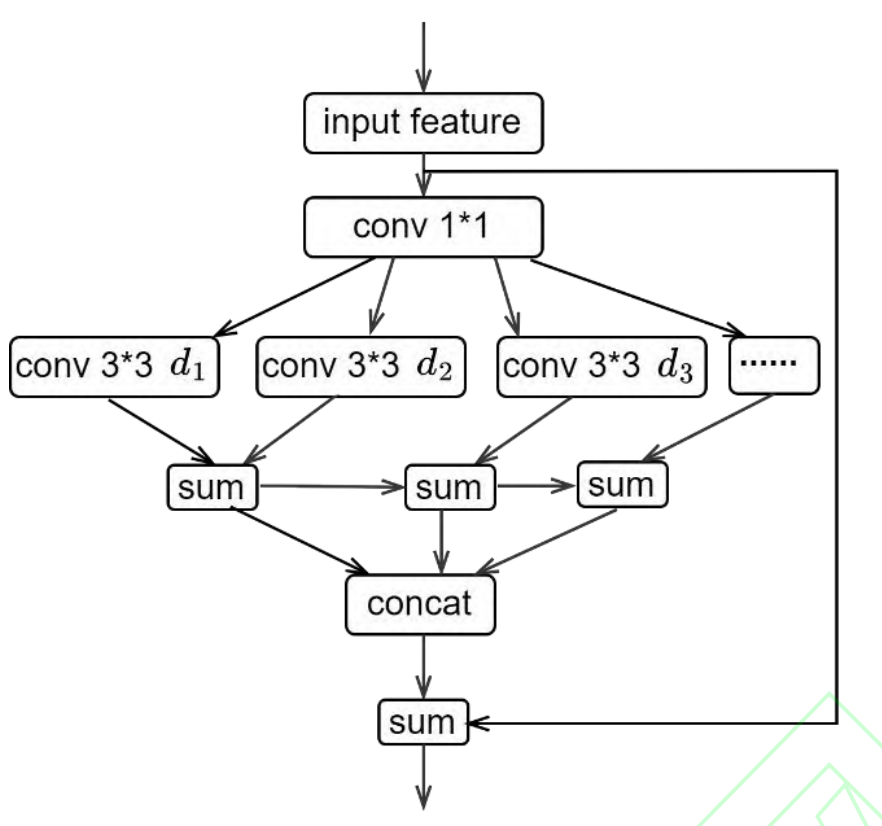 input feature
conv 1*1
conv 3*3 d₁
conv 3*3 d₂
conv 3*3 d₃
......
sum
sum
sum
concat
sum